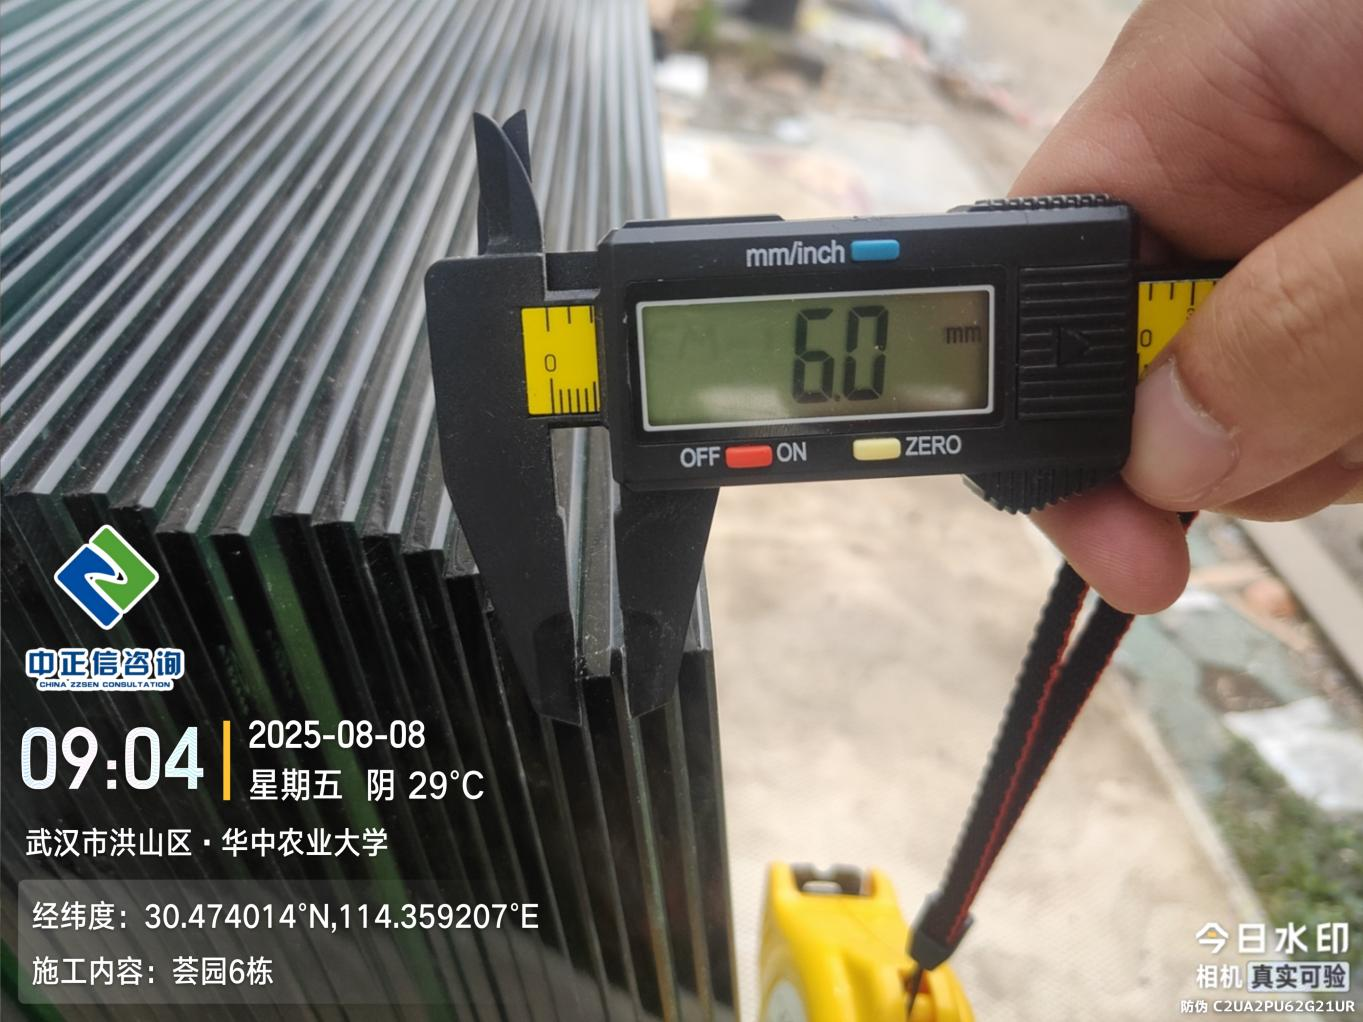 mm/inch
0
6.0 mm
0
OFF ON ZERO
中正信咨询
CHINA ZZSEN CONSULTATION
09:04
2025-08-08
星期五 阴 29°C
武汉市洪山区·华中农业大学
经纬度：30.474014°N,114.359207°E
施工内容：荟园6栋
今日水印
相机 真实可验
防伪 C2UA2PU62G21UR